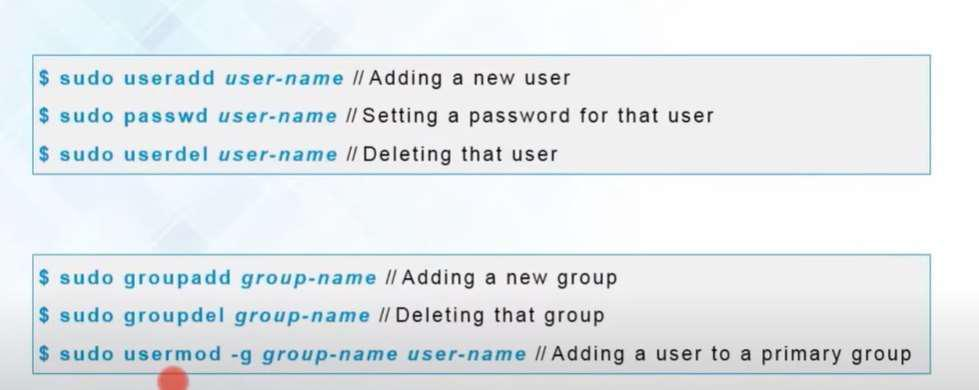 $ sudo useradd user-name // Adding a new user
$ sudo passwd user-name // Setting a password for that user
$ sudo userdel user-name // Deleting that user
$ sudo groupadd group-name // Adding a new group
$ sudo groupdel group-name // Deleting that group
$ sudo usermod -g group-name user-name // Adding a user to a primary group